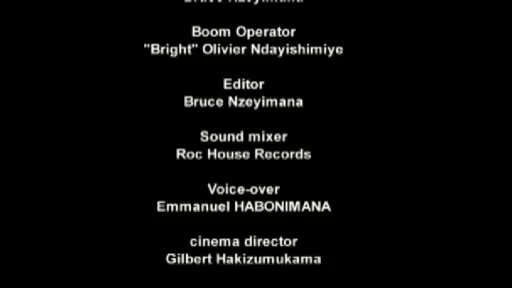 Boom Operator
"Bright" Olivier Ndayishimiye
Editor
Bruce Nzeyimana
Sound mixer
Roc House Records
Voice-over
Emmanuel HABONIMANA
cinema director
Gilbert Hakizumukama